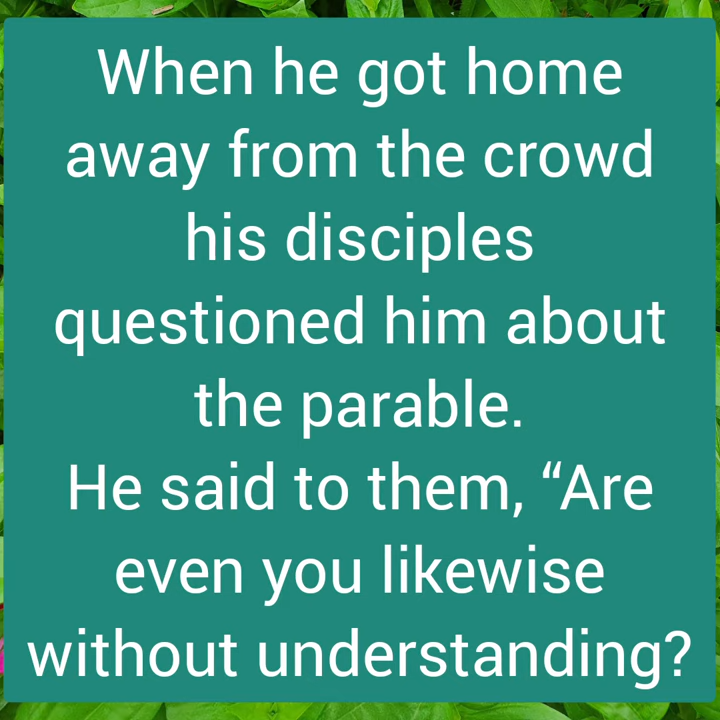 When he got home
away from the crowd
his disciples
questioned him about
the parable.
He said to them, “Are
even you likewise
without understanding?